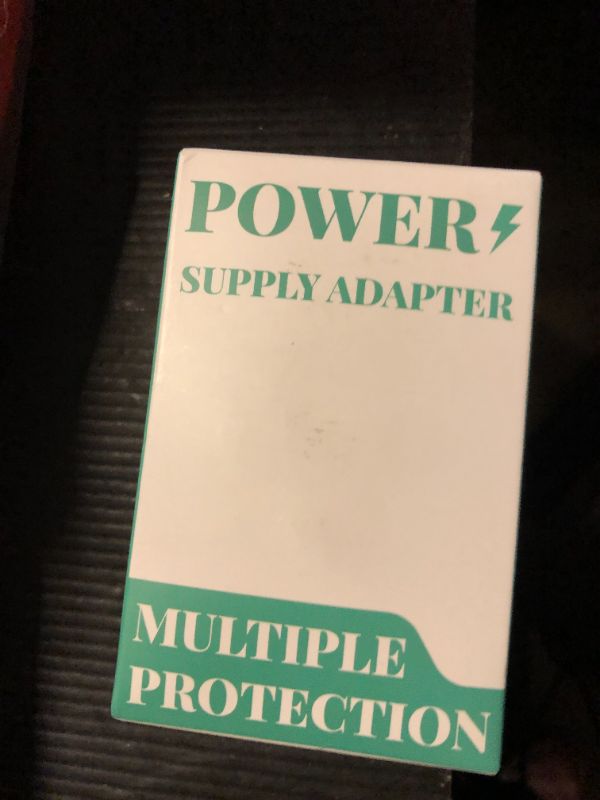 POWER
SUPPLY ADAPTER
MULTIPLE
PROTECTION